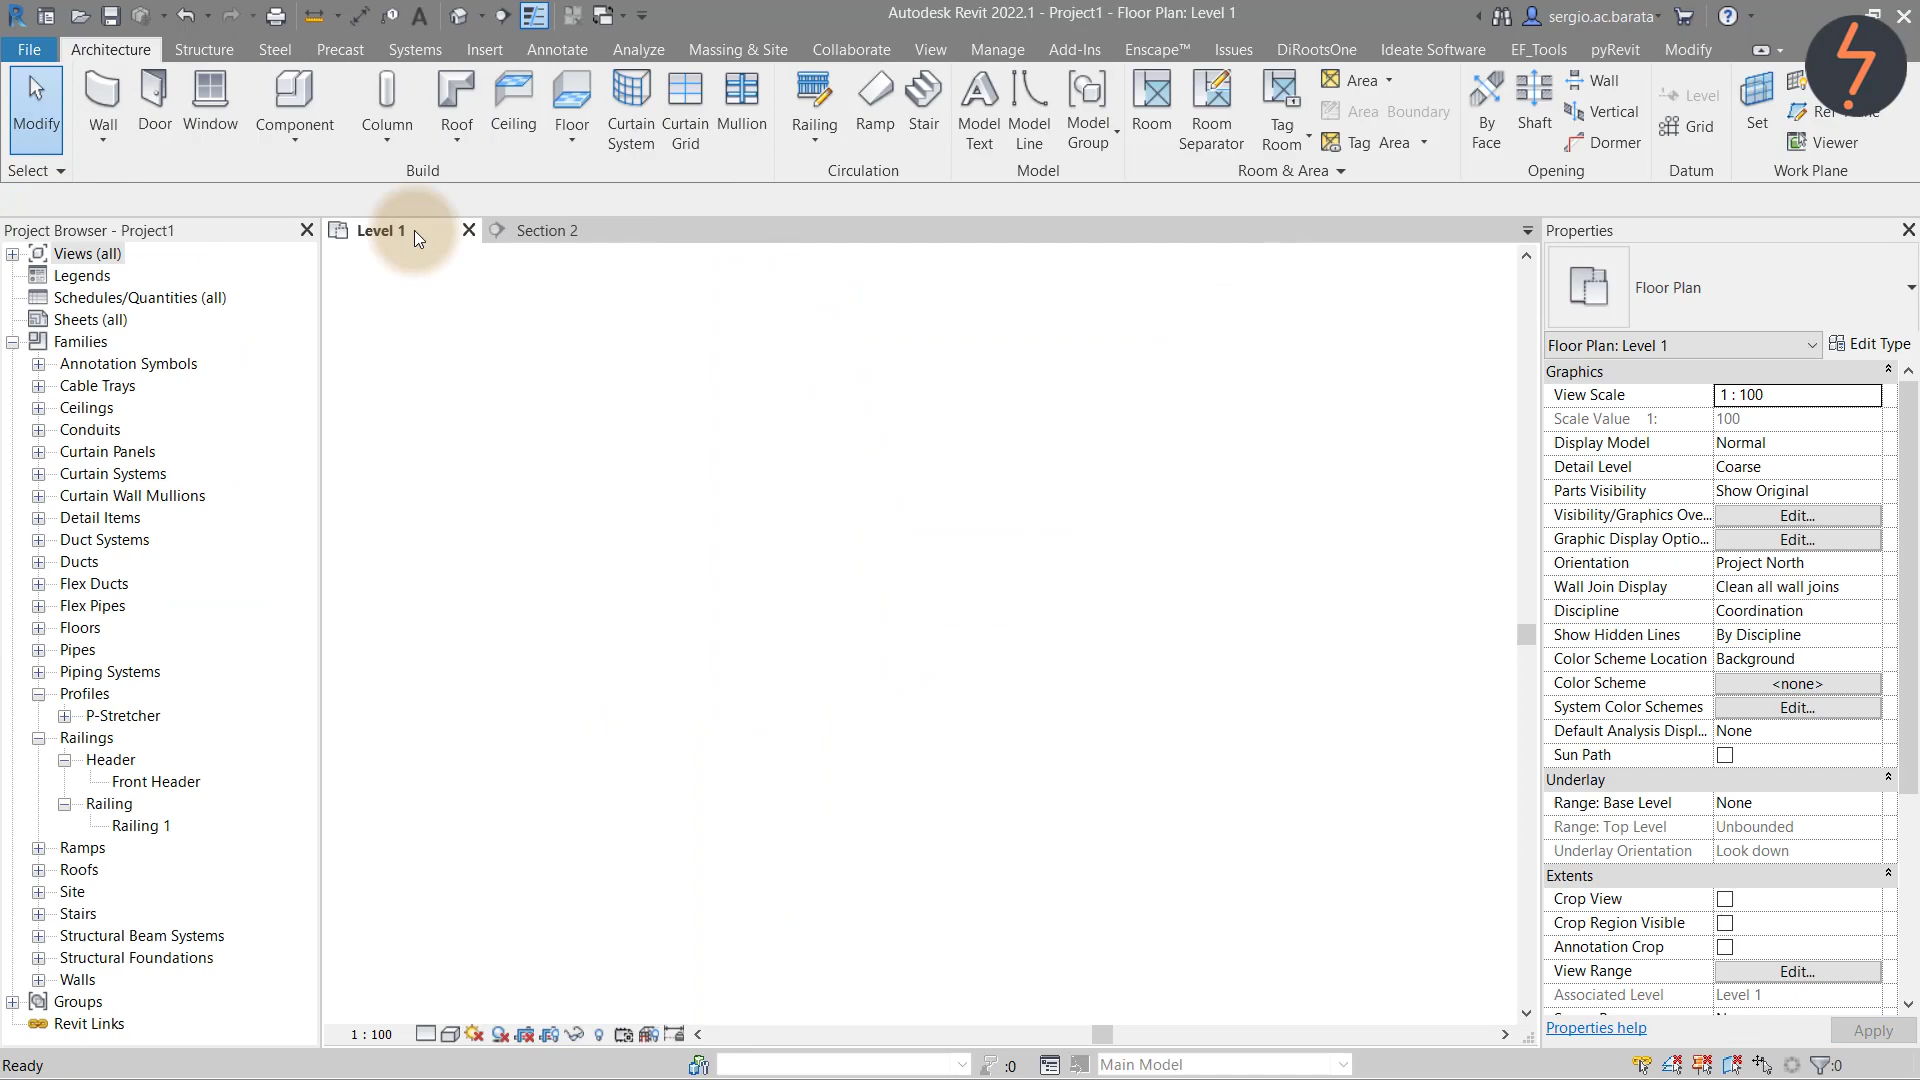 Autodesk Revit 2022.1 - Project1 - Floor Plan: Level 1
sergio.ac.barata
File Architecture Structure Steel Precast Systems Insert Annotate Analyze Massing & Site Collaborate View Manage Add-Ins Enscape™ Issues DiRootsOne Ideate Software EF_Tools pyRevit Modify
Modify
Wall Door Window Component Column Roof Ceiling Floor Curtain System Curtain Grid Mullion
Railing Ramp Stair
Model Text Model Line Model Group
Room Room Separator Tag Room
Area
Area Boundary
Tag Area
By Face Shaft
Wall
Vertical
Dormer
Level
Grid
Set
Viewer
Select Build Circulation Model Room & Area Opening Datum Work Plane
Project Browser - Project1
Views (all)
Legends
Schedules/Quantities (all)
Sheets (all)
Families
Annotation Symbols
Cable Trays
Ceilings
Conduits
Curtain Panels
Curtain Systems
Curtain Wall Mullions
Detail Items
Duct Systems
Ducts
Flex Ducts
Flex Pipes
Floors
Pipes
Piping Systems
Profiles
P-Stretcher
Railings
Header
Front Header
Railing
Railing 1
Ramps
Roofs
Site
Stairs
Structural Beam Systems
Structural Foundations
Walls
Groups
Revit Links
Level 1 Section 2
1 : 100
Properties
Floor Plan
Floor Plan: Level 1 Edit Type
Graphics
View Scale 1 : 100
Scale Value 1: 100
Display Model Normal
Detail Level Coarse
Parts Visibility Show Original
Visibility/Graphics Ove... Edit...
Graphic Display Optio... Edit...
Orientation Project North
Wall Join Display Clean all wall joins
Discipline Coordination
Show Hidden Lines By Discipline
Color Scheme Location Background
Color Scheme <none>
System Color Schemes Edit...
Default Analysis Displ... None
Sun Path
Underlay
Range: Base Level None
Range: Top Level Unbounded
Underlay Orientation Look down
Extents
Crop View
Crop Region Visible
Annotation Crop
View Range Edit...
Associated Level Level 1
Properties help Apply
Ready :0 Main Model :0